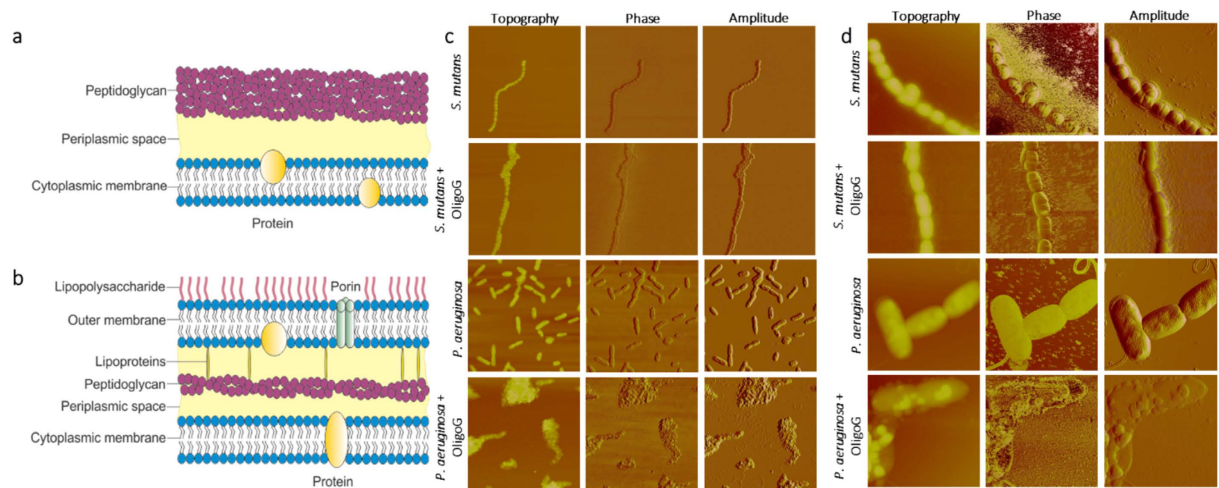 a
Peptidoglycan
Periplasmic space
Cytoplasmic membrane
Protein
b
Lipopolysaccharide
Porin
Outer membrane
Lipoproteins
Peptidoglycan
Periplasmic space
Cytoplasmic membrane
Protein
c
Topography Phase Amplitude
S. mutans
S. mutans +
OligoG
P. aeruginosa
P. aeruginosa +
OligoG
d
Topography Phase Amplitude
S. mutans
S. mutans +
OligoG
P. aeruginosa
P. aeruginosa +
OligoG